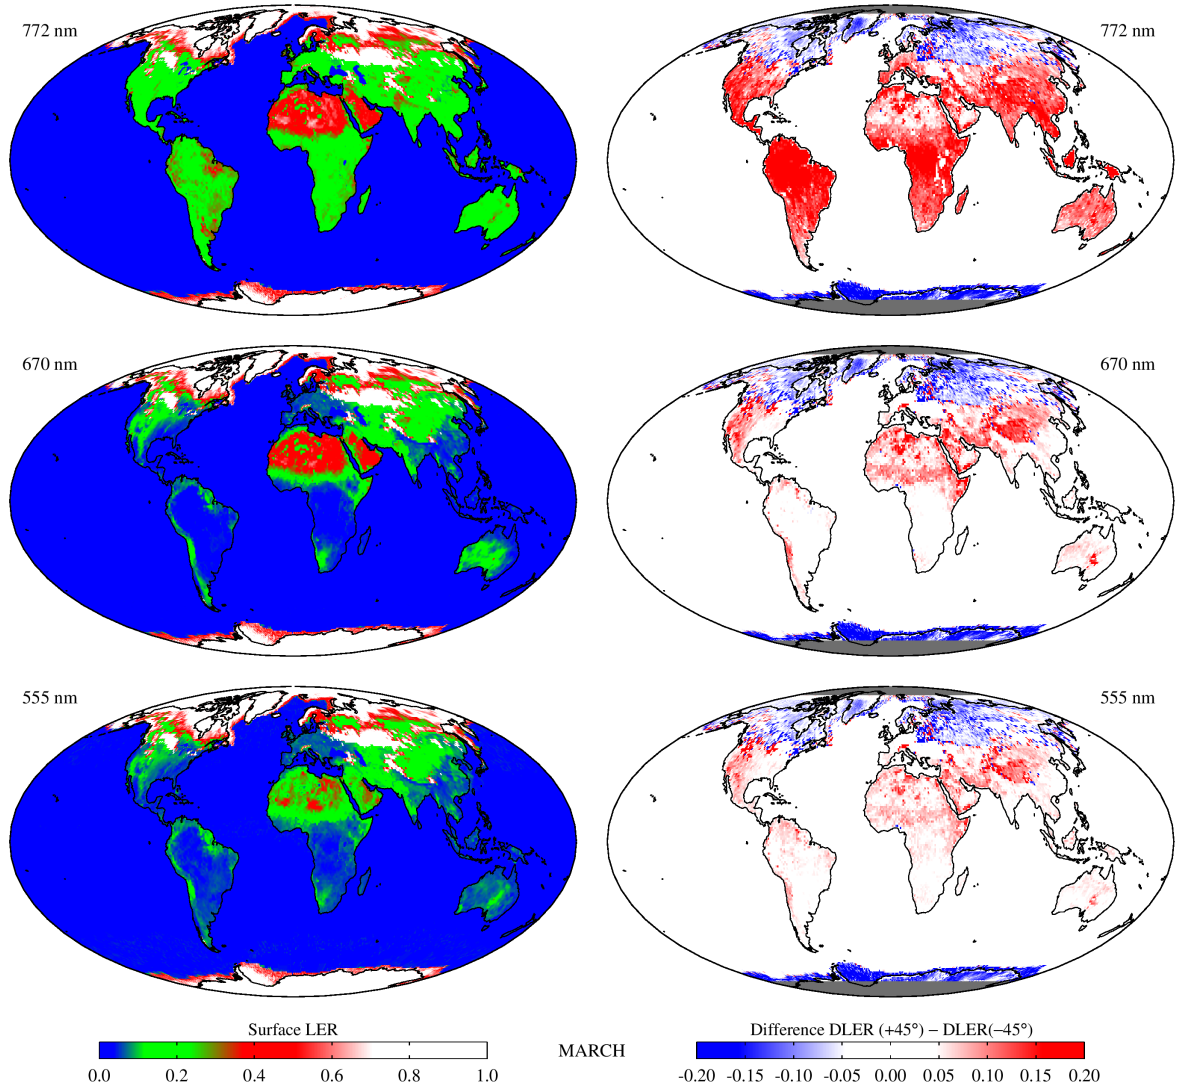 772 nm
772 nm
670 nm
670 nm
555 nm
555 nm
Surface LER
0.0 0.2 0.4 0.6 0.8 1.0
MARCH
Difference DLER (+45°) − DLER(−45°)
-0.20 -0.15 -0.10 -0.05 0.00 0.05 0.10 0.15 0.20